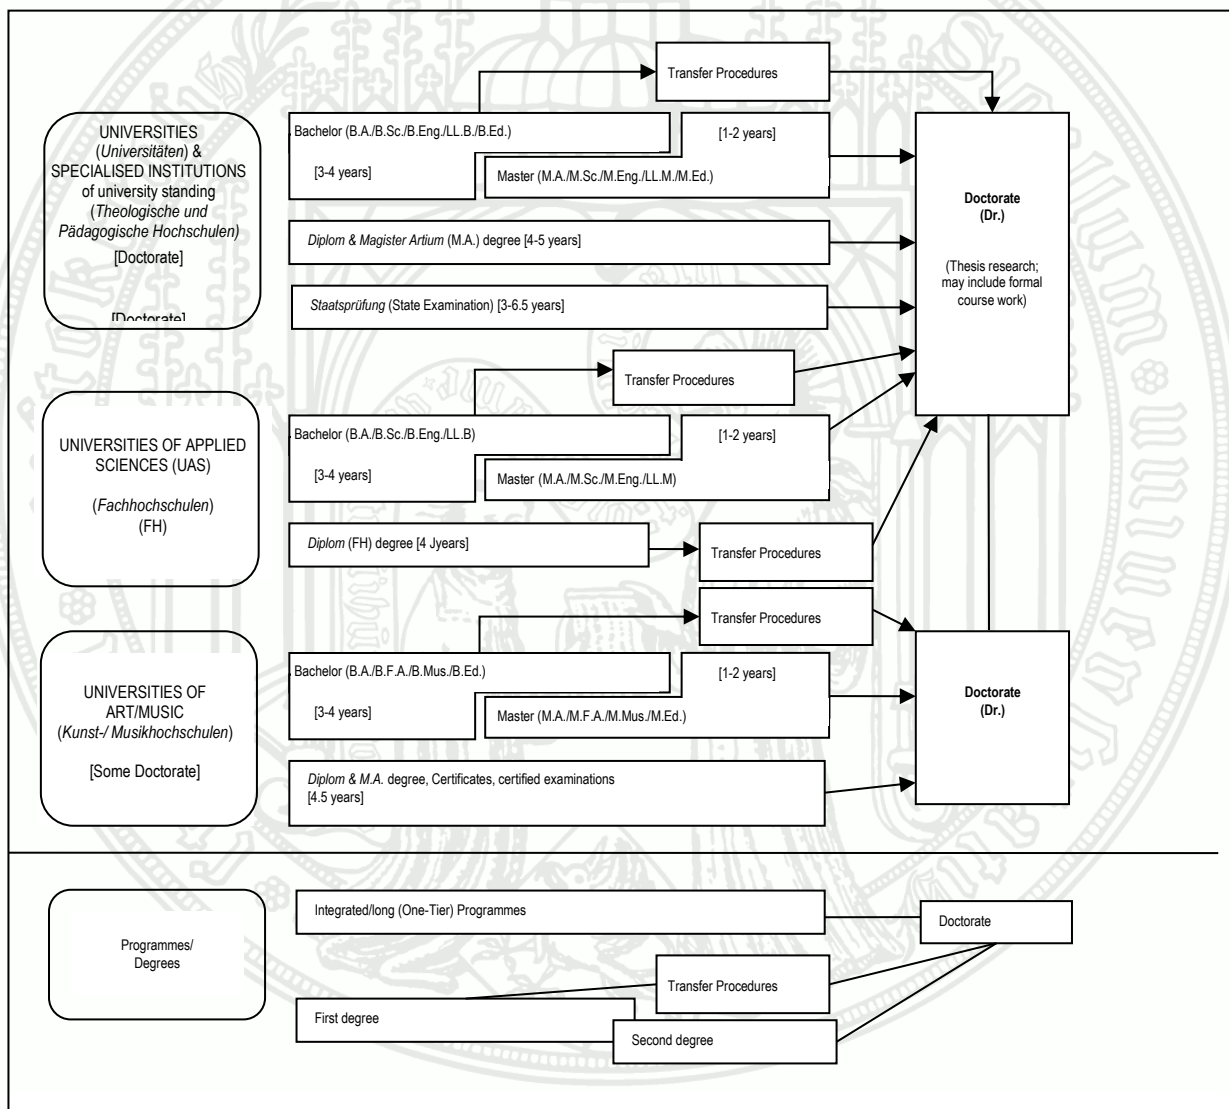 Transfer Procedures
UNIVERSITIES
(Universitäten) &
SPECIALISED INSTITUTIONS
of university standing
(Theologische und
Pädagogische Hochschulen)
[Doctorate]
[Doctorate]
Bachelor (B.A./B.Sc./B.Eng./LL.B./B.Ed.)
[3-4 years]
[1-2 years]
Master (M.A./M.Sc./M.Eng./LL.M./M.Ed.)
Diplom & Magister Artium (M.A.) degree [4-5 years]
Staatsprüfung (State Examination) [3-6.5 years]
Doctorate
(Dr.)
(Thesis research;
may include formal
course work)
Transfer Procedures
UNIVERSITIES OF APPLIED
SCIENCES (UAS)
(Fachhochschulen)
(FH)
Bachelor (B.A./B.Sc./B.Eng./LL.B)
[3-4 years]
[1-2 years]
Master (M.A./M.Sc./M.Eng./LL.M)
Diplom (FH) degree [4 Jyears]
Transfer Procedures
Transfer Procedures
UNIVERSITIES OF
ART/MUSIC
(Kunst-/ Musikhochschulen)
[Some Doctorate]
Bachelor (B.A./B.F.A./B.Mus./B.Ed.)
[3-4 years]
[1-2 years]
Master (M.A./M.F.A./M.Mus./M.Ed.)
Diplom & M.A. degree, Certificates, certified examinations
[4.5 years]
Doctorate
(Dr.)
Programmes/
Degrees
Integrated/long (One-Tier) Programmes
Doctorate
Transfer Procedures
First degree
Second degree